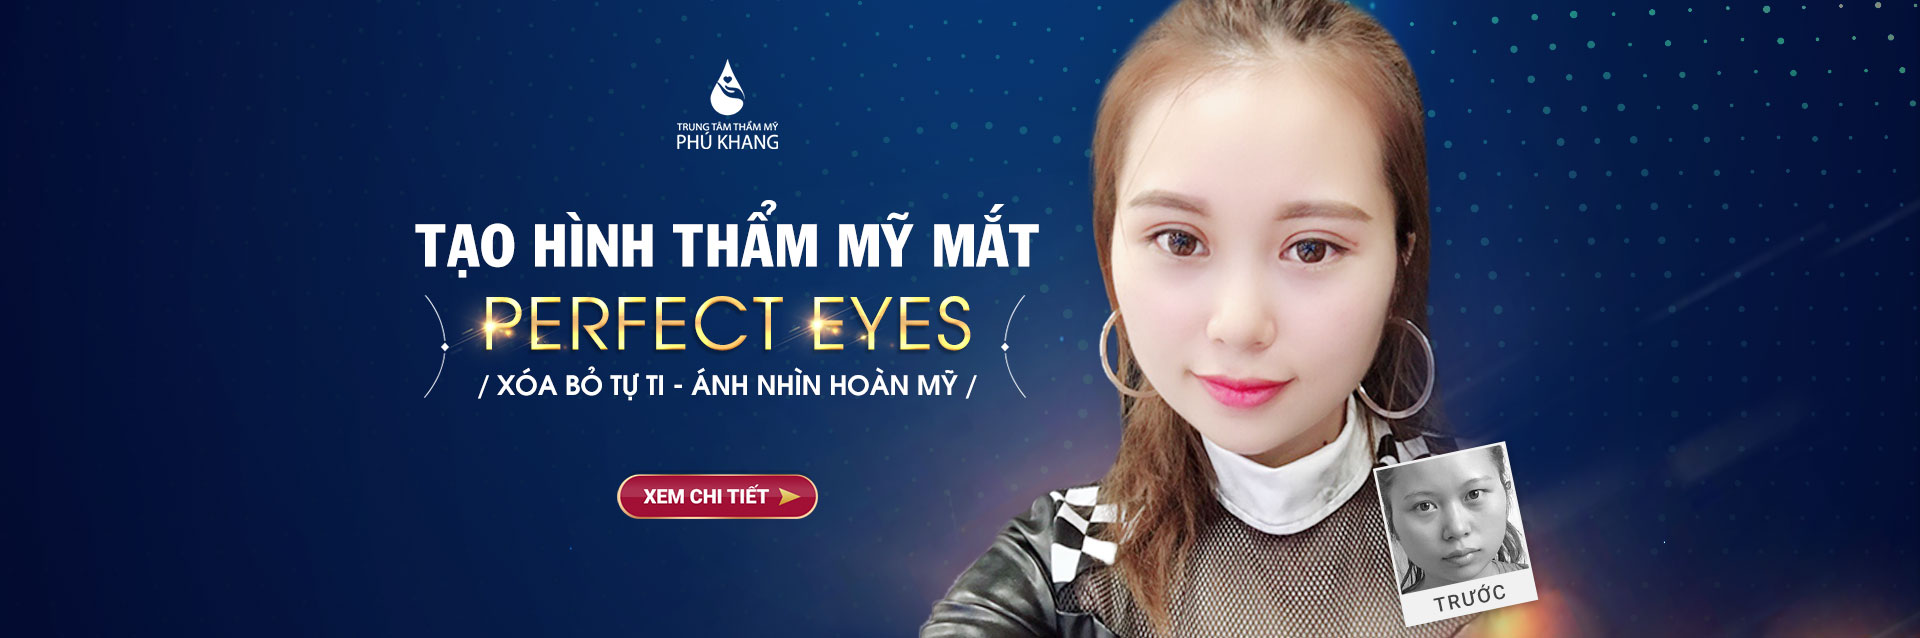 TRUNG TÂM THẨM MỸ
PHÚ KHANG
TẠO HÌNH THẨM MỸ MẮT
PERFECT EYES
/ XÓA BỎ TỰ TI - ÁNH NHÌN HOÀN MỸ /
XEM CHI TIẾT
TRƯỚC